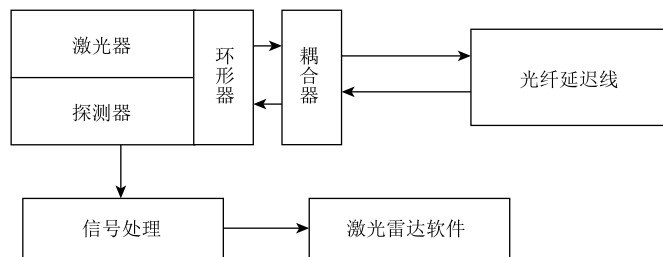 激光器
探测器
环形器
耦合器
光纤延迟线
信号处理
激光雷达软件